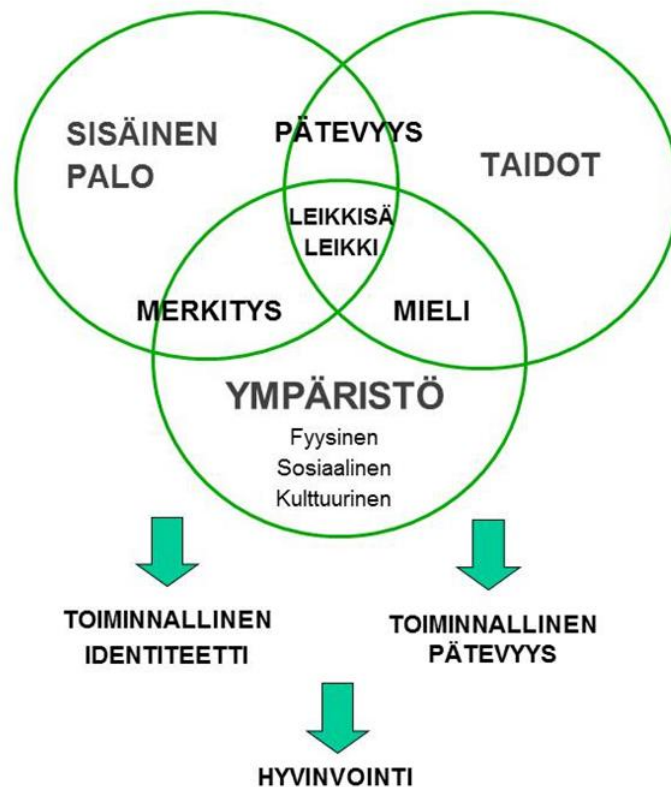 SISÄINEN
PALO
PÄTEVYYS
TAIDOT
LEIKKISÄ
LEIKKI
MERKITYS
MIELI
YMPÄRISTÖ
Fyysinen
Sosiaalinen
Kulttuurinen
TOIMINNALLINEN
IDENTITEETTI
TOIMINNALLINEN
PÄTEVYYS
HYVINVOINTI